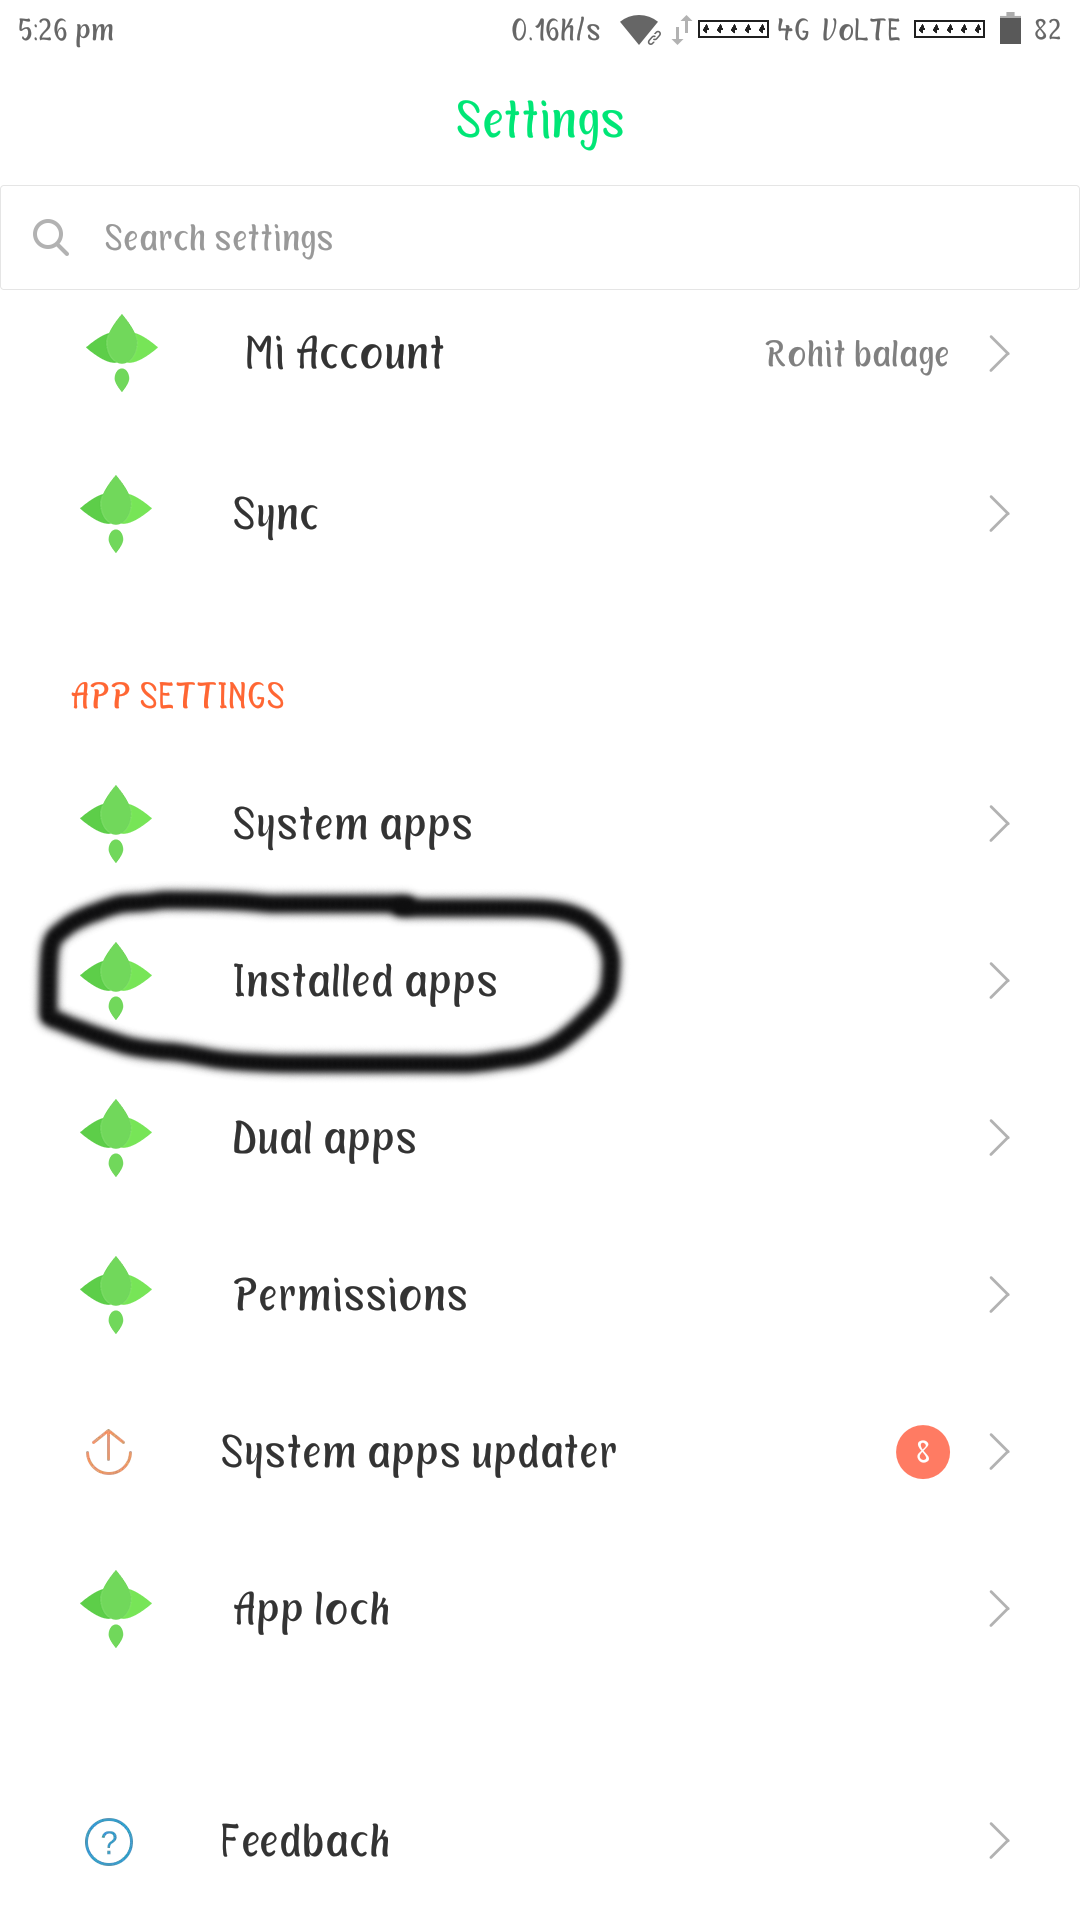 5:26 pm 0.16K/s 4G VoLTE 82
Settings
Search settings
Mi Account Rohit balage
Sync
APP SETTINGS
System apps
Installed apps
Dual apps
Permissions
System apps updater 8
App lock
? Feedback